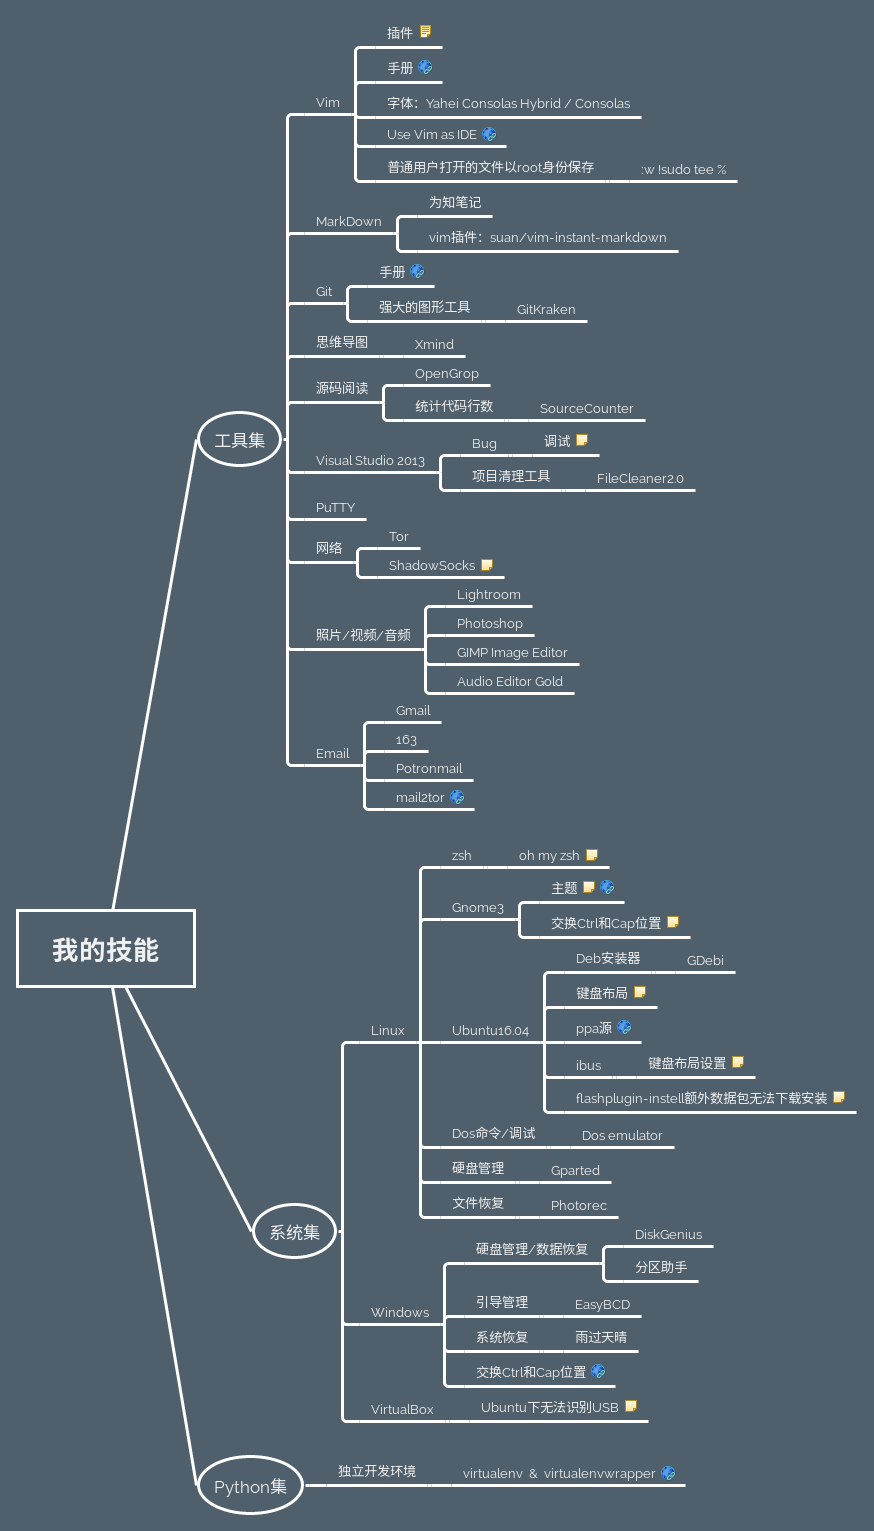 我的技能
工具集
Vim
插件
手册
字体：Yahei Consolas Hybrid / Consolas
Use Vim as IDE
普通用户打开的文件以root身份保存
:w !sudo tee %
MarkDown
为知笔记
vim插件：suan/vim-instant-markdown
Git
手册
强大的图形工具
GitKraken
思维导图
Xmind
源码阅读
OpenGrop
统计代码行数
SourceCounter
Visual Studio 2013
Bug
调试
项目清理工具
FileCleaner2.0
PuTTY
网络
Tor
ShadowSocks
照片/视频/音频
Lightroom
Photoshop
GIMP Image Editor
Audio Editor Gold
Email
Gmail
163
Potronmail
mail2tor
系统集
Linux
zsh
oh my zsh
Gnome3
主题
交换Ctrl和Cap位置
Ubuntu16.04
Deb安装器
GDebi
键盘布局
ppa源
ibus
键盘布局设置
flashplugin-instell额外数据包无法下载安装
Dos命令/调试
Dos emulator
硬盘管理
Gparted
文件恢复
Photorec
Windows
硬盘管理/数据恢复
DiskGenius
分区助手
引导管理
EasyBCD
系统恢复
雨过天晴
交换Ctrl和Cap位置
VirtualBox
Ubuntu下无法识别USB
Python集
独立开发环境
virtualenv & virtualenvwrapper